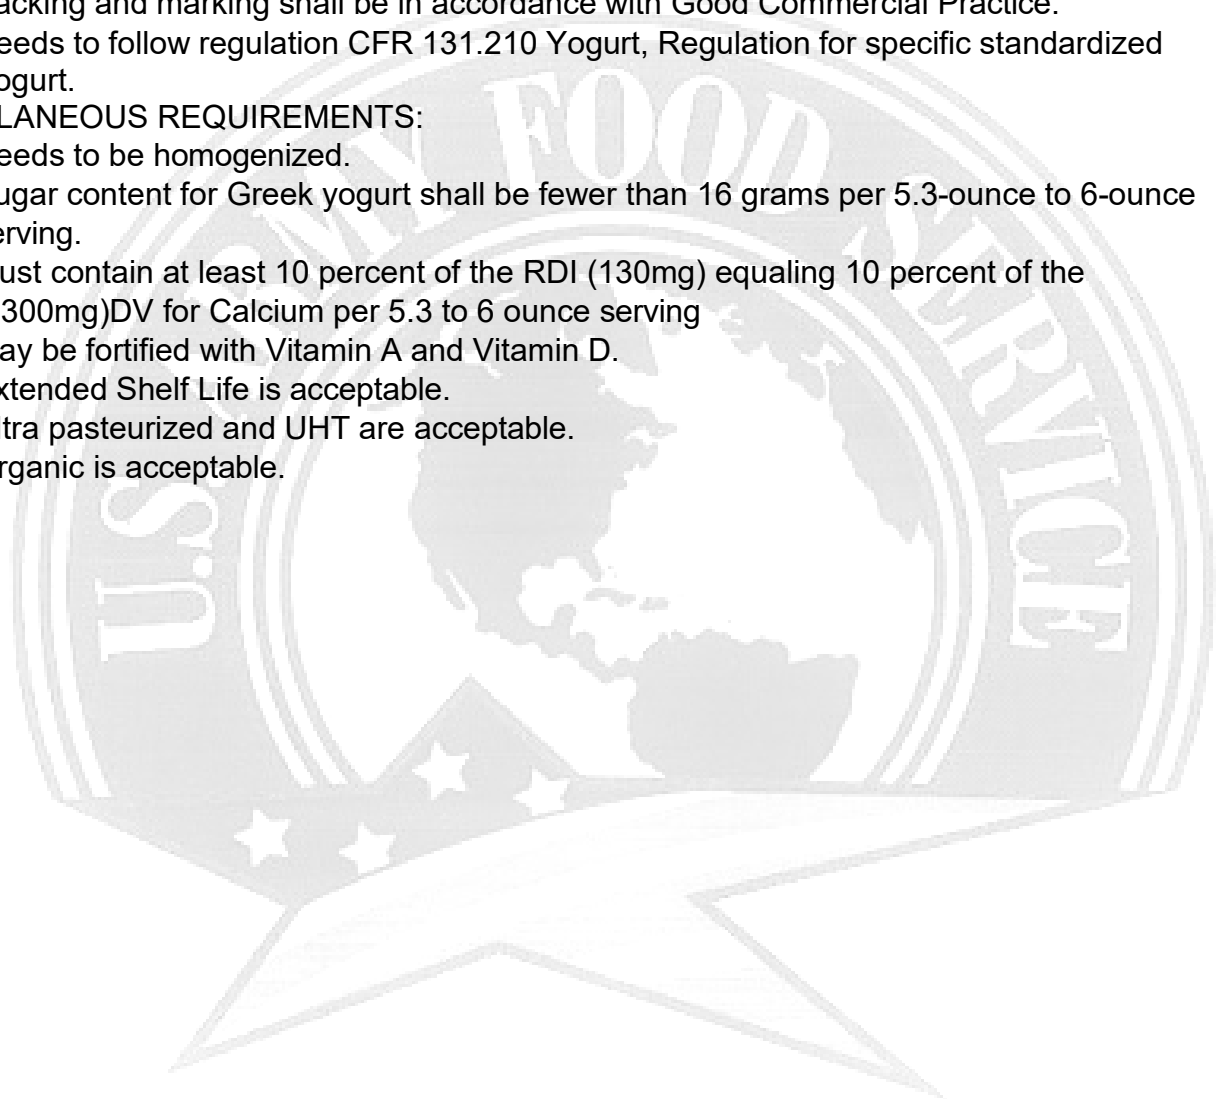 acking and marking shall be in accordance with Good Commercial Practice.
eeds to follow regulation CFR 131.210 Yogurt, Regulation for specific standardized
ogurt.
LANEOUS REQUIREMENTS:
eeds to be homogenized.
ugar content for Greek yogurt shall be fewer than 16 grams per 5.3-ounce to 6-ounce
erving.
ust contain at least 10 percent of the RDI (130mg) equaling 10 percent of the
300mg)DV for Calcium per 5.3 to 6 ounce serving
ay be fortified with Vitamin A and Vitamin D.
xtended Shelf Life is acceptable.
ltra pasteurized and UHT are acceptable.
rganic is acceptable.
U.S. ARMY FOOD SERVICE